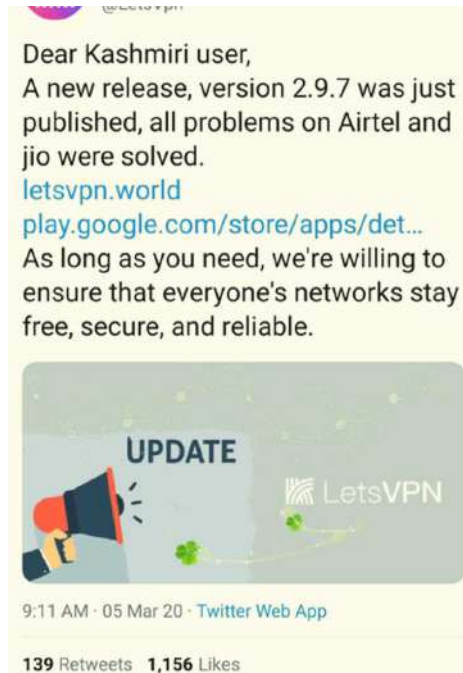 @LetsVpn
Dear Kashmiri user,
A new release, version 2.9.7 was just
published, all problems on Airtel and
jio were solved.
letsvpn.world
play.google.com/store/apps/det...
As long as you need, we're willing to
ensure that everyone's networks stay
free, secure, and reliable.
UPDATE
LetsVPN
9:11 AM · 05 Mar 20 · Twitter Web App
139 Retweets 1,156 Likes